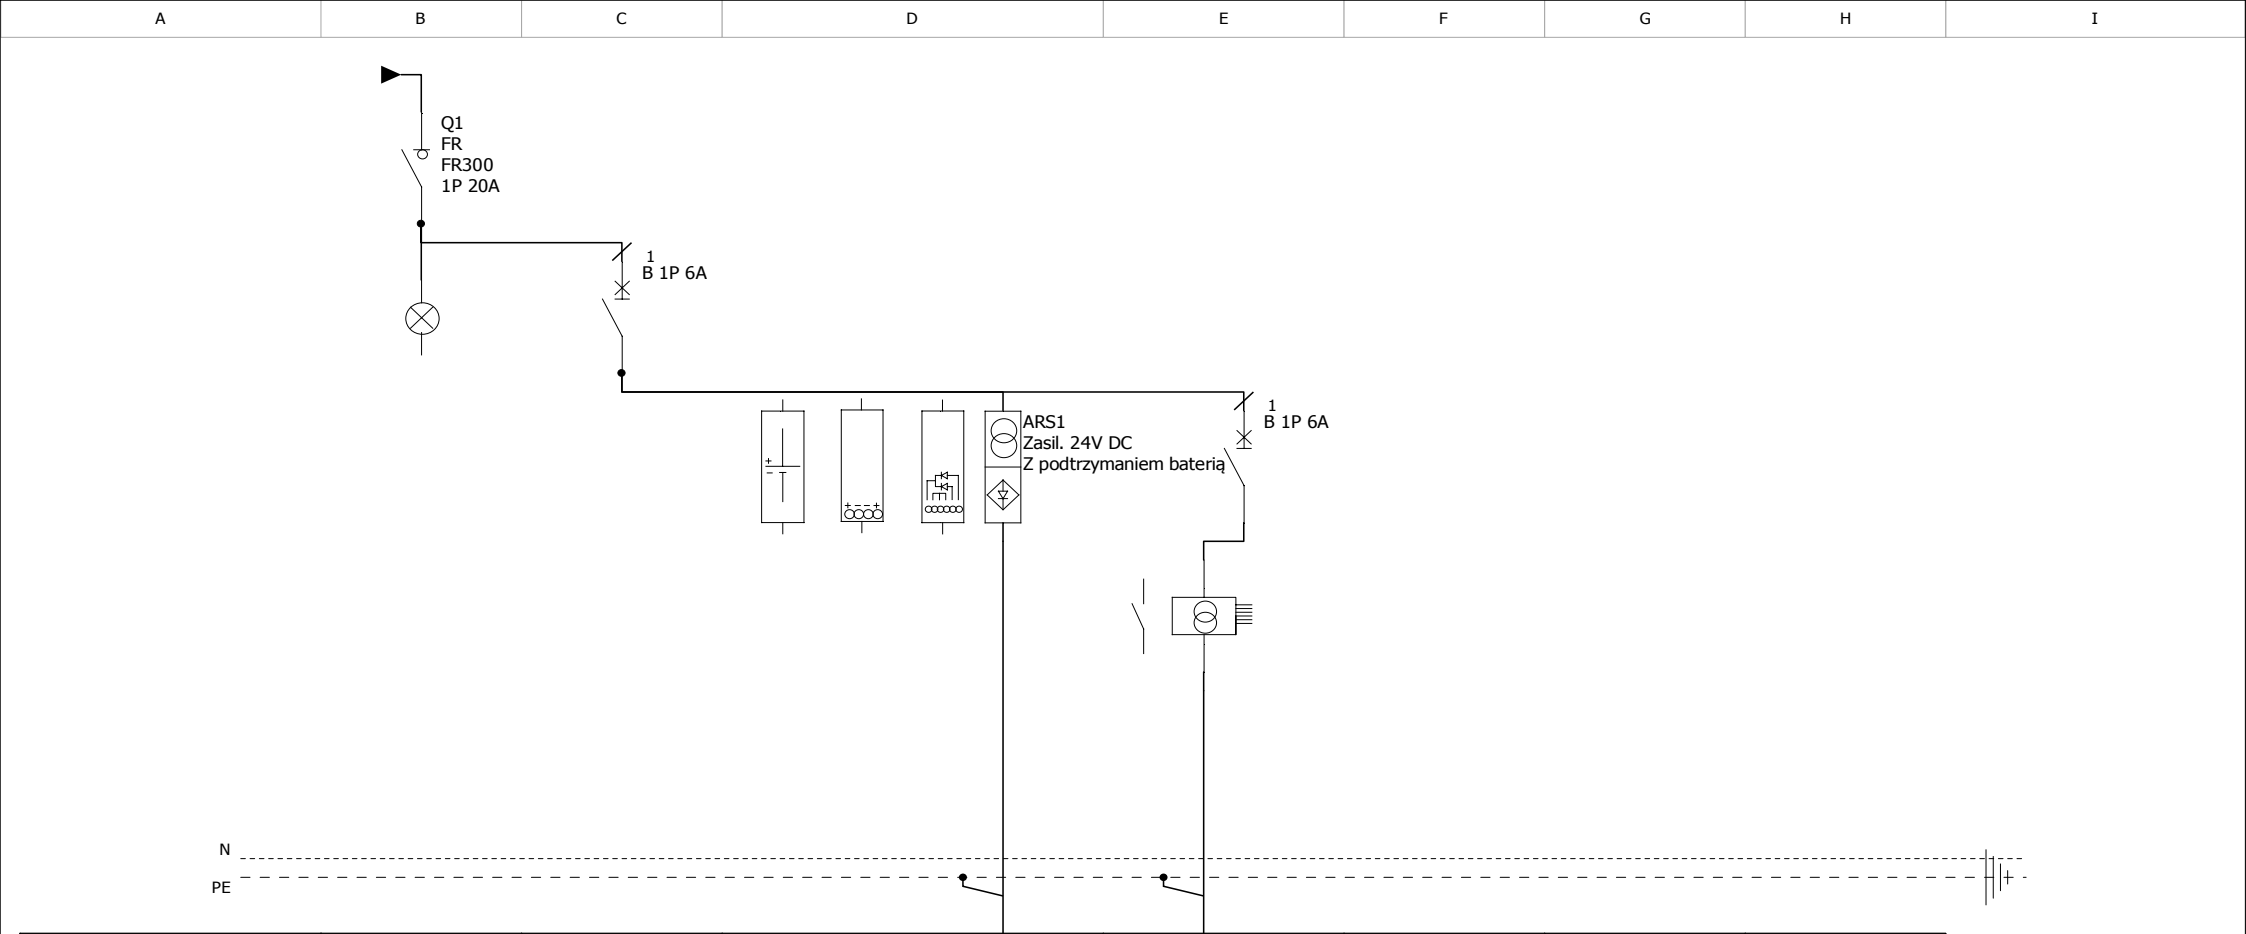 A B C D E F G H I
Q1
FR
FR300
1P 20A
1
B 1P 6A
1
B 1P 6A
ARS1
Zasil. 24V DC
Z podtrzymaniem baterią
+
-
+ - - +
N
PE